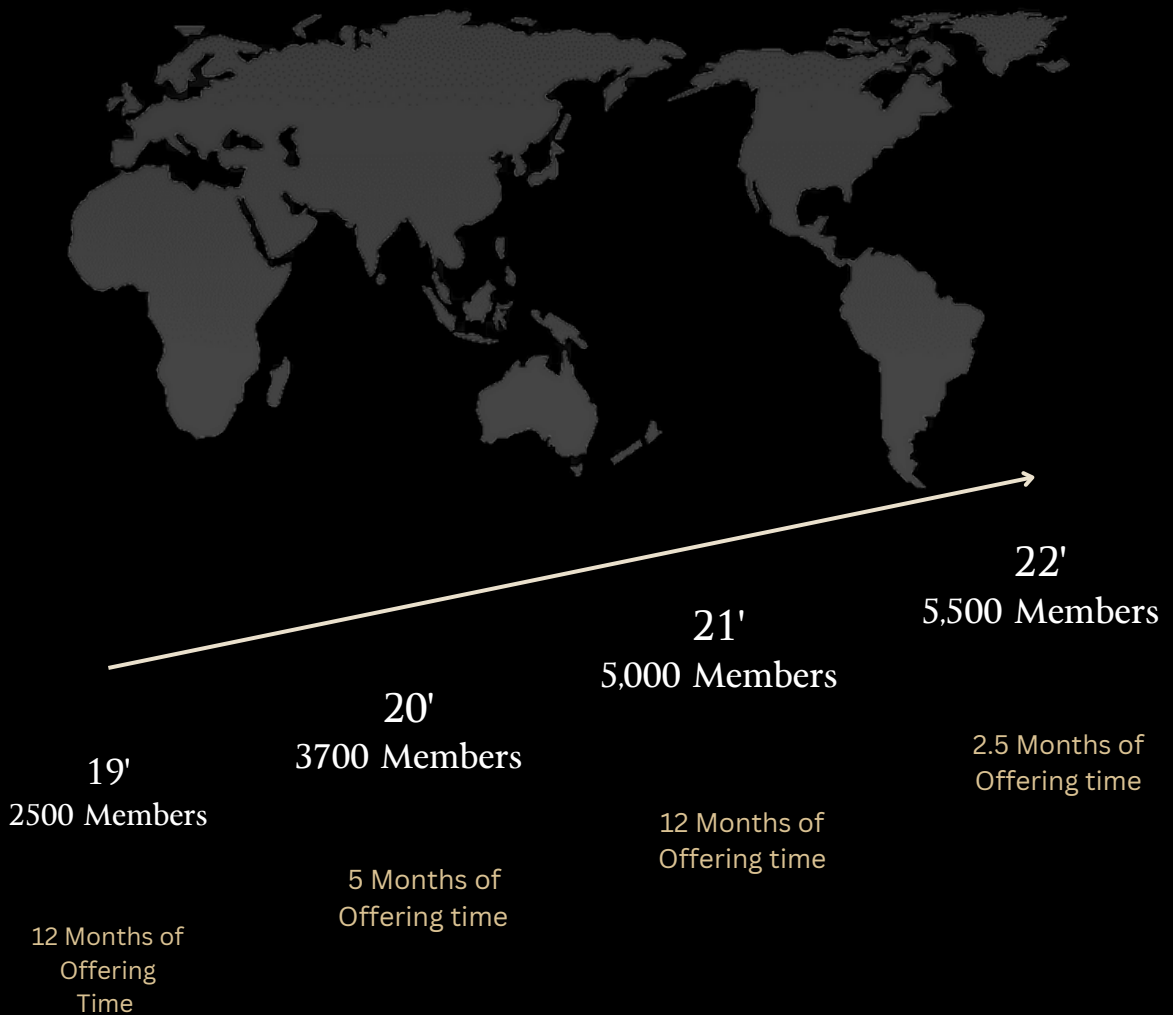 19'
2500 Members
12 Months of
Offering
Time
20'
3700 Members
5 Months of
Offering time
21'
5,000 Members
12 Months of
Offering time
22'
5,500 Members
2.5 Months of
Offering time